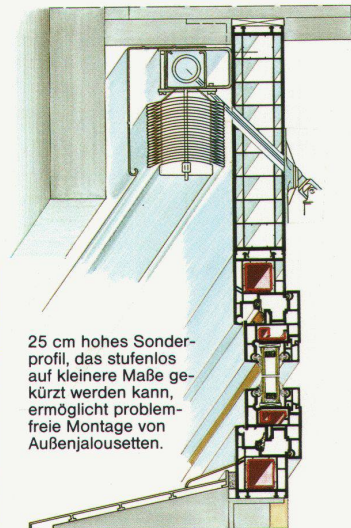 25 cm hohes Sonder-
profil, das stufenlos
auf kleinere Maße ge-
kürzt werden kann,
ermöglicht problem-
freie Montage von
Außenjalousetten.